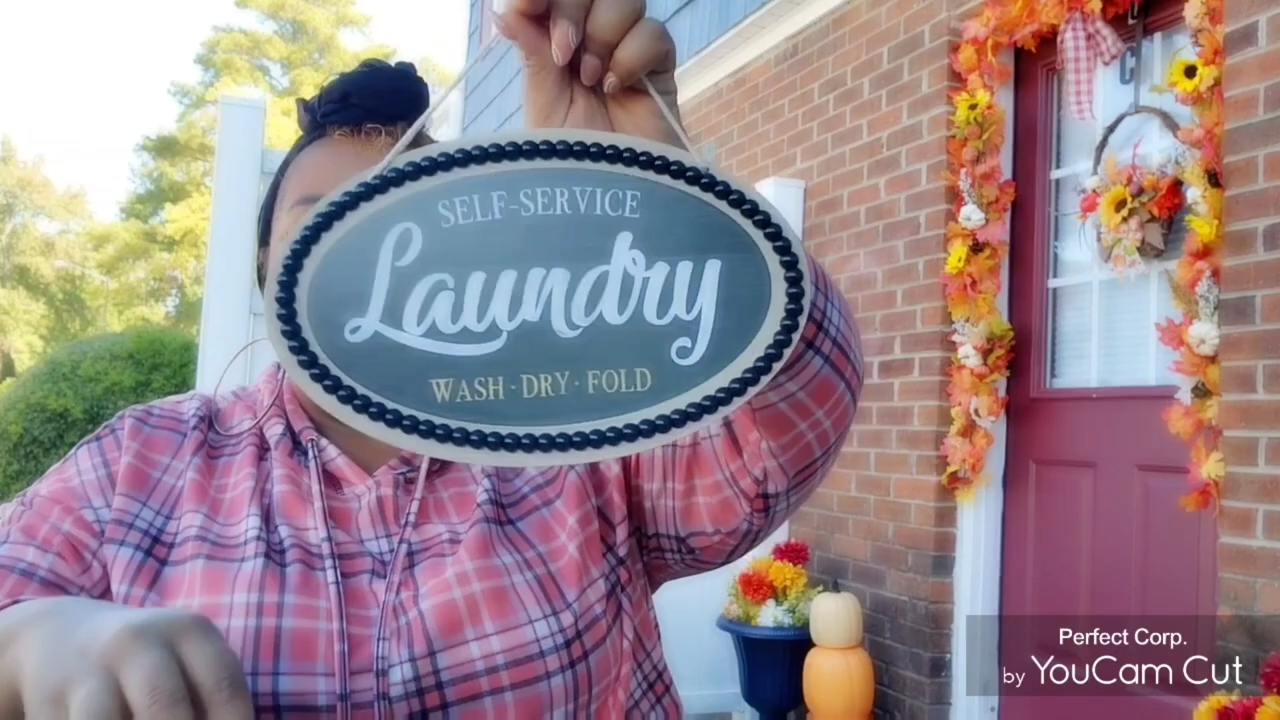 SELF-SERVICE
Laundry
WASH · DRY · FOLD
Perfect Corp.
by YouCam Cut